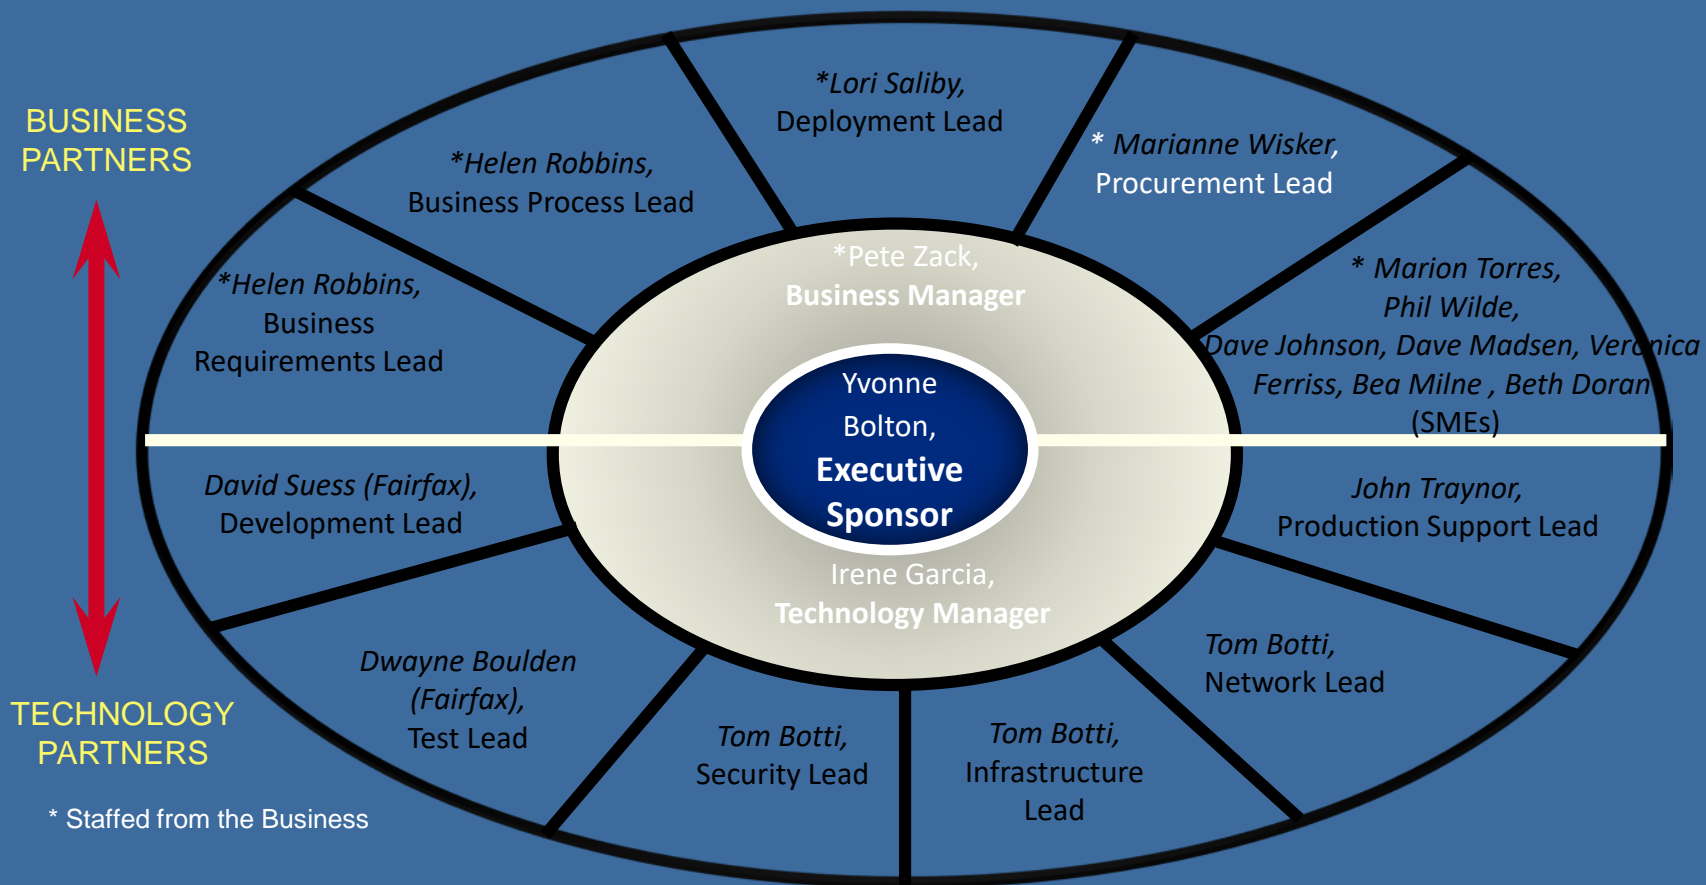 BUSINESS
PARTNERS
*Lori Saliby,
Deployment Lead
*Helen Robbins,
Business Process Lead
* Marianne Wisker,
Procurement Lead
*Helen Robbins,
Business
Requirements Lead
*Pete Zack,
Business Manager
* Marion Torres,
Phil Wilde,
Dave Johnson, Dave Madsen, Veronica
Ferriss, Bea Milne , Beth Doran
(SMEs)
Yvonne
Bolton,
Executive
Sponsor
David Suess (Fairfax),
Development Lead
John Traynor,
Production Support Lead
Irene Garcia,
Technology Manager
Dwayne Boulden
(Fairfax),
Test Lead
Tom Botti,
Security Lead
Tom Botti,
Infrastructure
Lead
Tom Botti,
Network Lead
TECHNOLOGY
PARTNERS
* Staffed from the Business